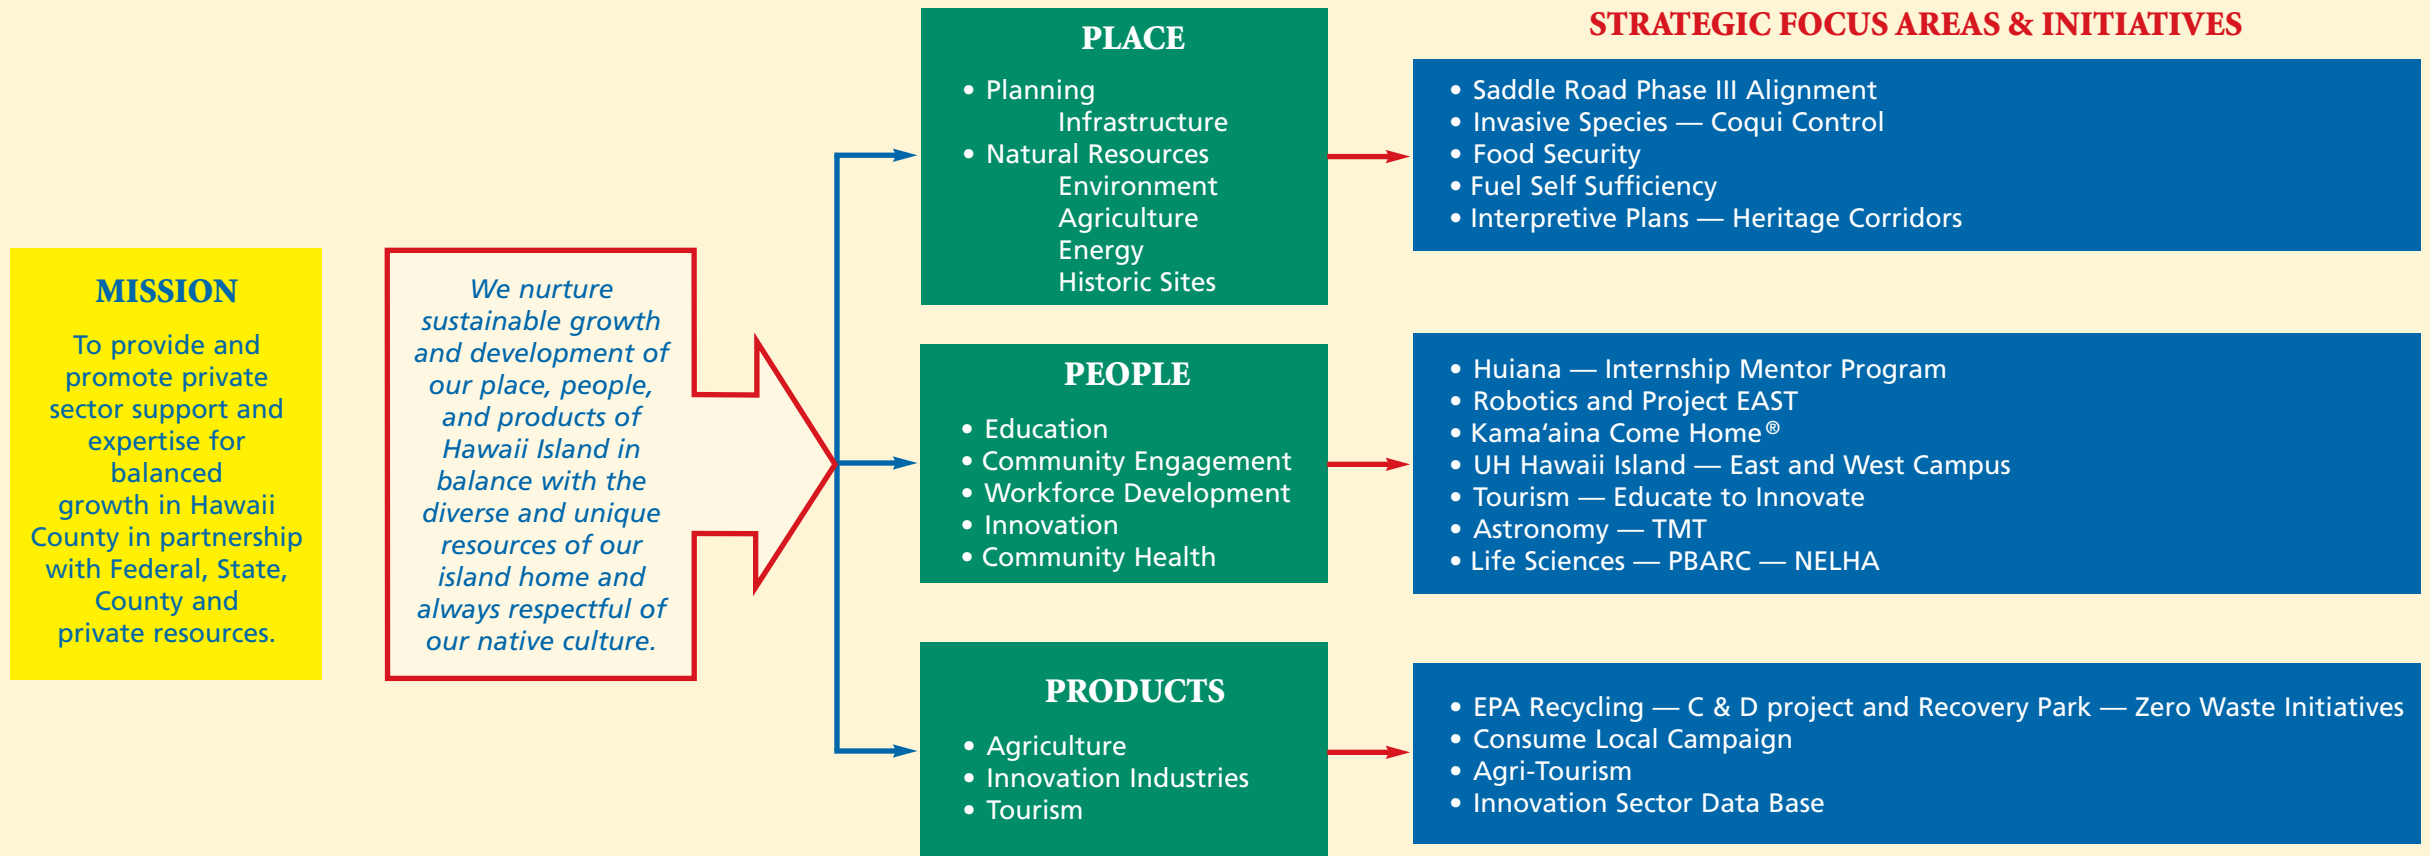 MISSION
To provide and
promote private
sector support and
expertise for
balanced
growth in Hawaii
County in partnership
with Federal, State,
County and
private resources.
We nurture
sustainable growth
and development of
our place, people,
and products of
Hawaii Island in
balance with the
diverse and unique
resources of our
island home and
always respectful of
our native culture.
PLACE
• Planning
Infrastructure
• Natural Resources
Environment
Agriculture
Energy
Historic Sites
PEOPLE
• Education
• Community Engagement
• Workforce Development
• Innovation
• Community Health
PRODUCTS
• Agriculture
• Innovation Industries
• Tourism
STRATEGIC FOCUS AREAS & INITIATIVES
• Saddle Road Phase III Alignment
• Invasive Species — Coqui Control
• Food Security
• Fuel Self Sufficiency
• Interpretive Plans — Heritage Corridors
• Huiana — Internship Mentor Program
• Robotics and Project EAST
• Kama‘aina Come Home®
• UH Hawaii Island — East and West Campus
• Tourism — Educate to Innovate
• Astronomy — TMT
• Life Sciences — PBARC — NELHA
• EPA Recycling — C & D project and Recovery Park — Zero Waste Initiatives
• Consume Local Campaign
• Agri-Tourism
• Innovation Sector Data Base